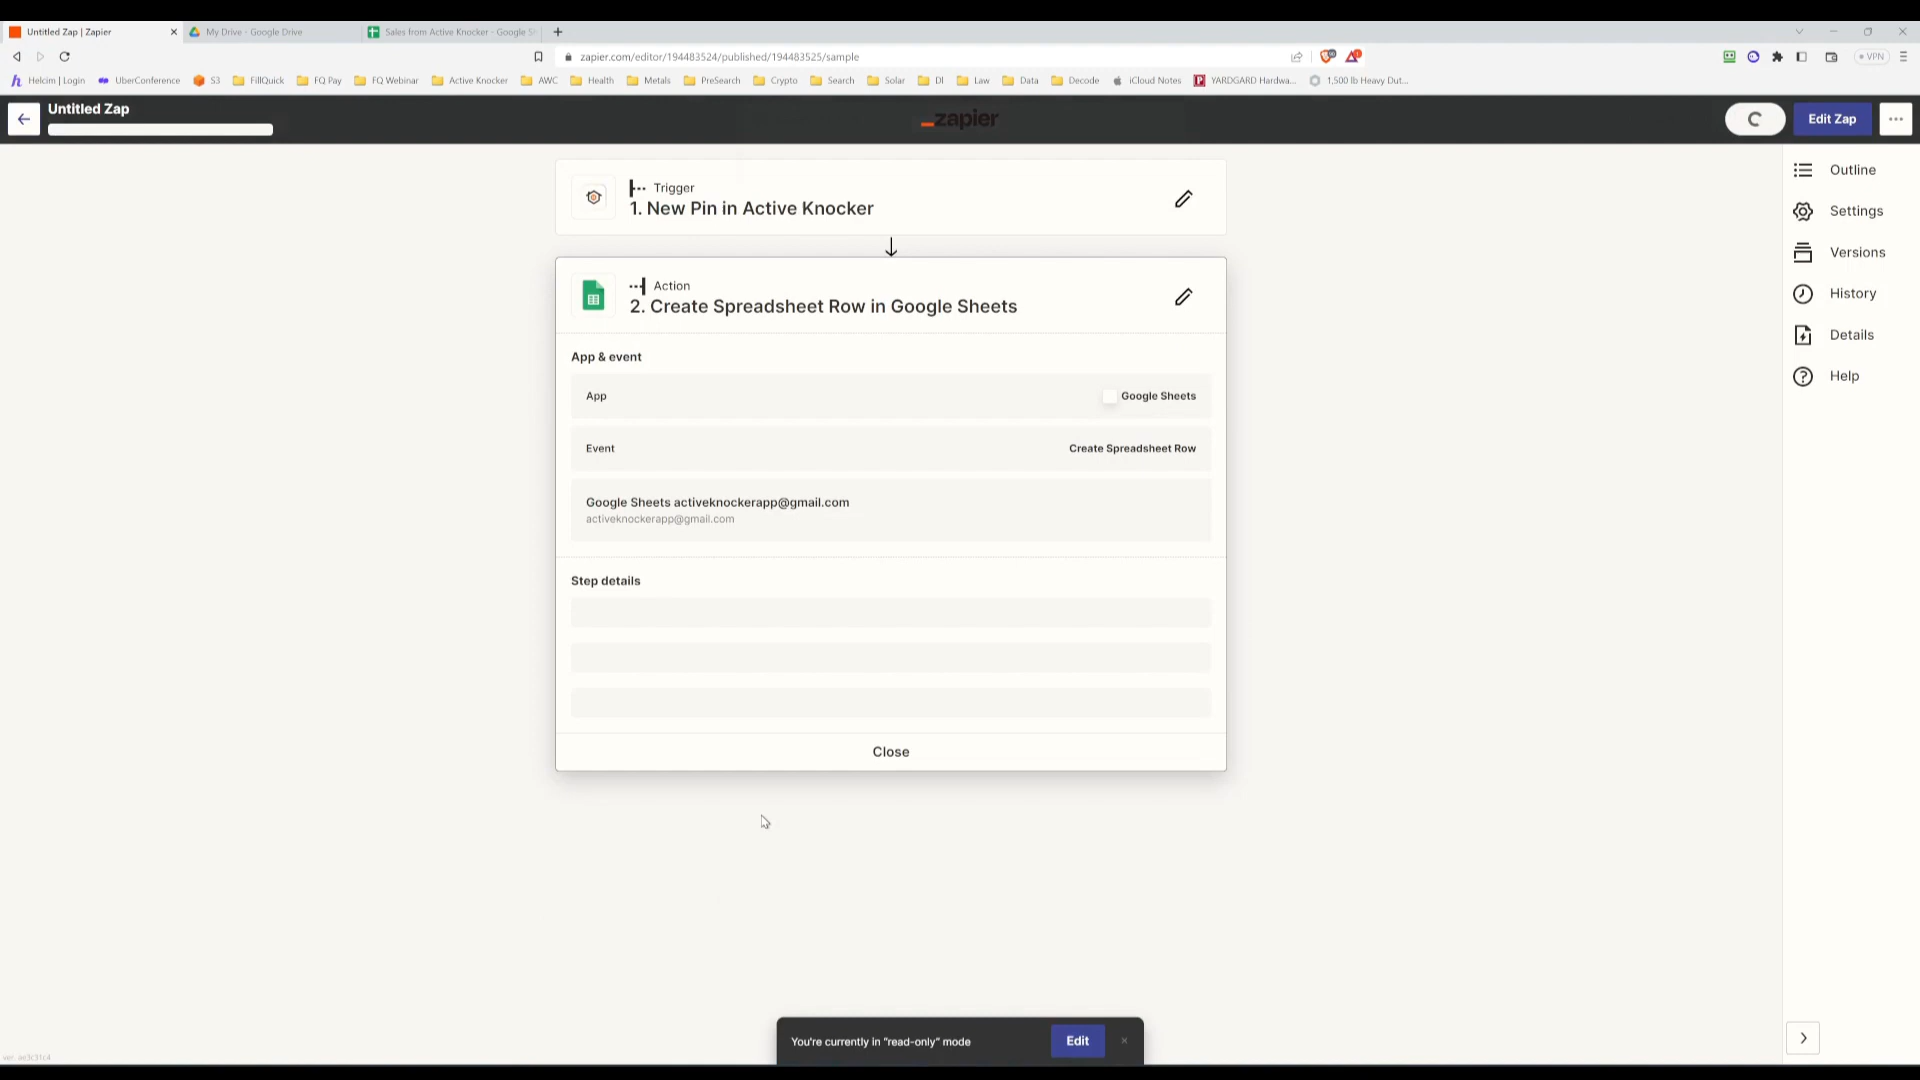 Untitled Zap | Zapier
My Drive - Google Drive
Sales from Active Knocker - Google Sh
zapier.com/editor/194483524/published/194483525/sample
VPN
Helcim | Login
UberConference
S3
FillQuick
FQ Pay
FQ Webinar
Active Knocker
AWC
Health
Metals
PreSearch
Crypto
Search
Solar
DI
Law
Data
Decode
iCloud Notes
YARDGARD Hardwa...
1,500 lb Heavy Dut...
Untitled Zap
zapier
Edit Zap
Trigger
1. New Pin in Active Knocker
Action
2. Create Spreadsheet Row in Google Sheets
App & event
App
Google Sheets
Event
Create Spreadsheet Row
Google Sheets activeknockerapp@gmail.com
activeknockerapp@gmail.com
Step details
Close
Outline
Settings
Versions
History
Details
Help
You're currently in "read-only" mode
Edit